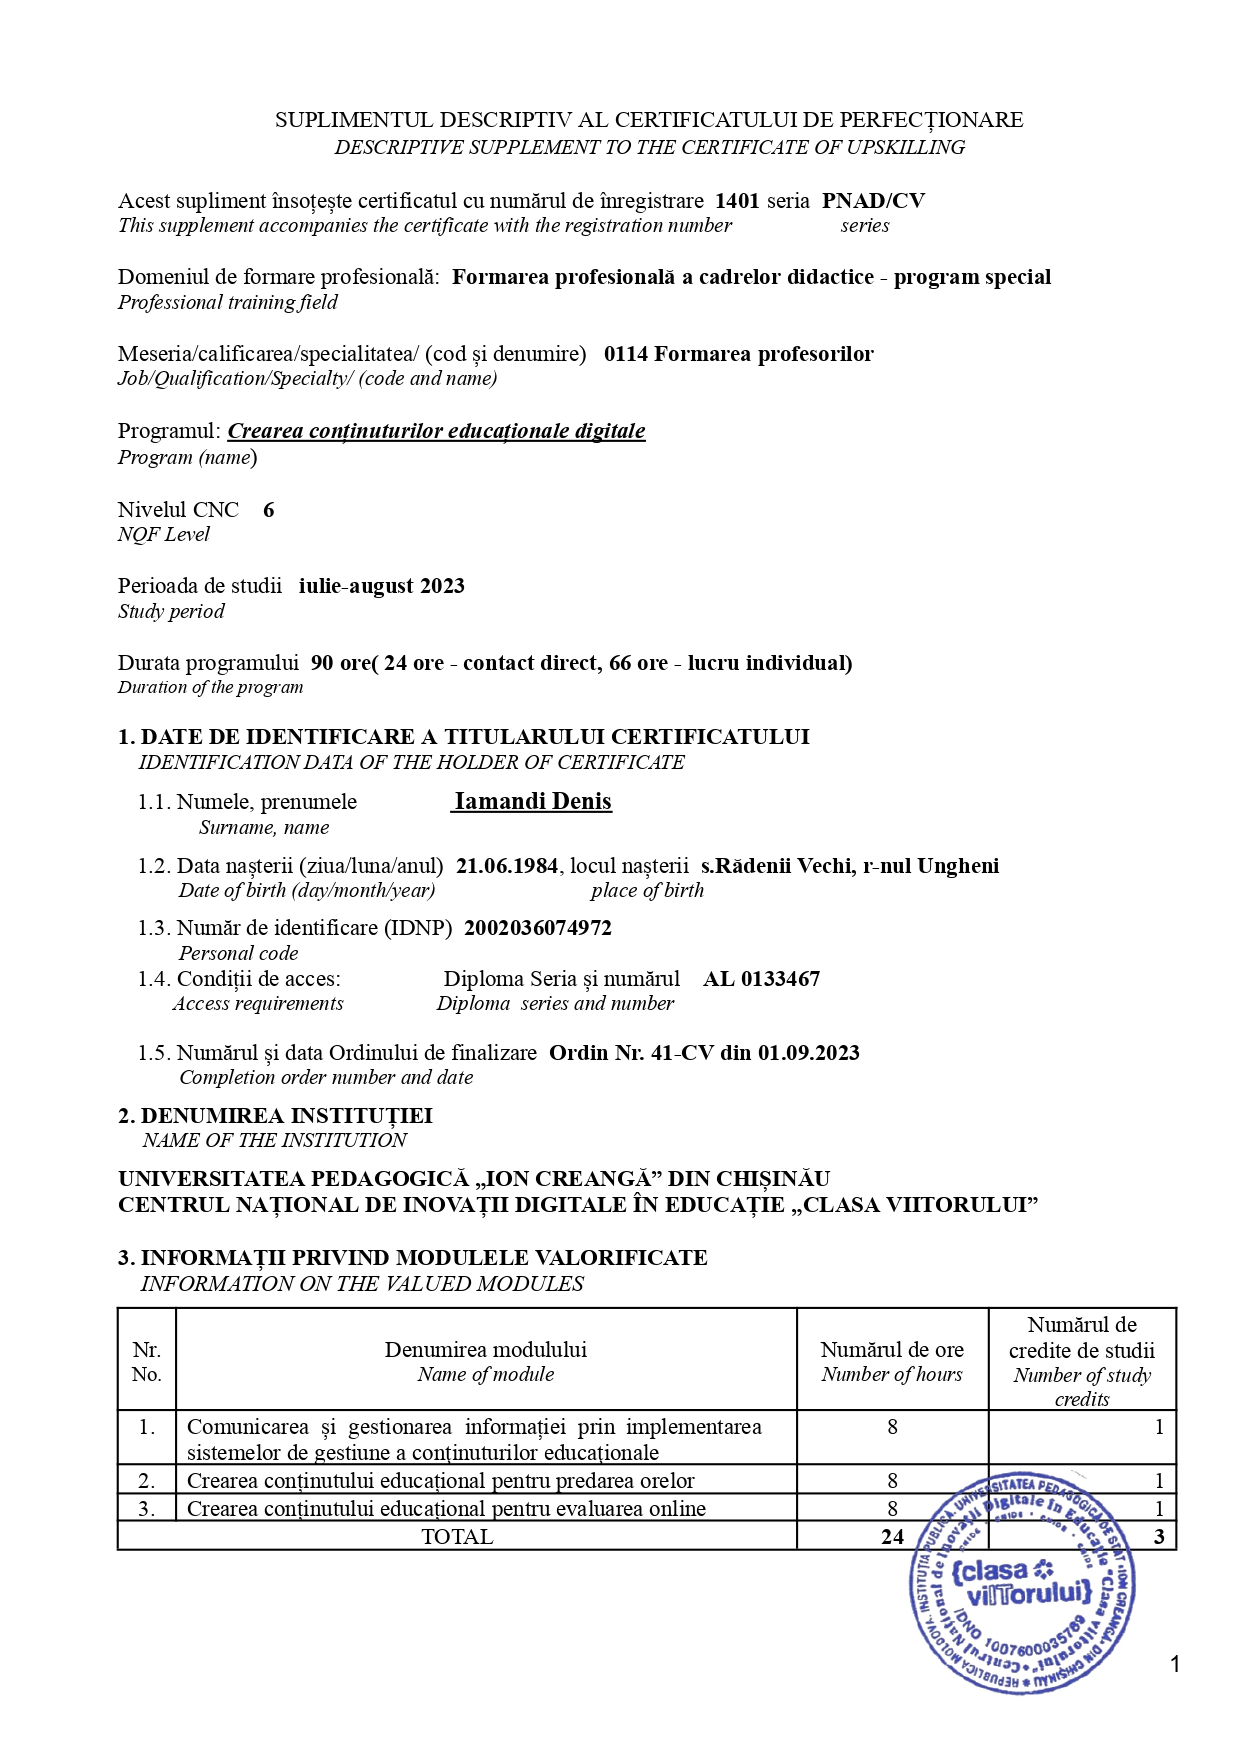 SUPLIMENTUL DESCRIPTIV AL CERTIFICATULUI DE PERFECȚIONARE
DESCRIPTIVE SUPPLEMENT TO THE CERTIFICATE OF UPSKILLING
Acest supliment însoțește certificatul cu numărul de înregistrare 1401 seria PNAD/CV
This supplement accompanies the certificate with the registration number series
Domeniul de formare profesională: Formarea profesională a cadrelor didactice - program special
Professional training field
Meseria/calificarea/specialitatea/ (cod și denumire) 0114 Formarea profesorilor
Job/Qualification/Specialty/ (code and name)
Programul: Crearea conținuturilor educaționale digitale
Program (name)
Nivelul CNC 6
NQF Level
Perioada de studii iulie-august 2023
Study period
Durata programului 90 ore( 24 ore - contact direct, 66 ore - lucru individual)
Duration of the program
1. DATE DE IDENTIFICARE A TITULARULUI CERTIFICATULUI
IDENTIFICATION DATA OF THE HOLDER OF CERTIFICATE
1.1. Numele, prenumele Iamandi Denis
Surname, name
1.2. Data nașterii (ziua/luna/anul) 21.06.1984, locul nașterii s.Rădenii Vechi, r-nul Ungheni
Date of birth (day/month/year) place of birth
1.3. Număr de identificare (IDNP) 2002036074972
Personal code
1.4. Condiții de acces: Diploma Seria și numărul AL 0133467
Access requirements Diploma series and number
1.5. Numărul și data Ordinului de finalizare Ordin Nr. 41-CV din 01.09.2023
Completion order number and date
2. DENUMIREA INSTITUȚIEI
NAME OF THE INSTITUTION
UNIVERSITATEA PEDAGOGICĂ „ION CREANGĂ” DIN CHIȘINĂU
CENTRUL NAȚIONAL DE INOVAȚII DIGITALE ÎN EDUCAȚIE „CLASA VIITORULUI”
3. INFORMAȚII PRIVIND MODULELE VALORIFICATE
INFORMATION ON THE VALUED MODULES
Nr. No. Denumirea modulului Name of module Numărul de ore Number of hours Numărul de credite de studii Number of study credits
1. Comunicarea și gestionarea informației prin implementarea 8 1
sistemelor de gestiune a conținuturilor educaționale
2. Crearea conținutului educațional pentru predarea orelor 8 1
3. Crearea conținutului educațional pentru evaluarea online 8 1
TOTAL 24 3
REPUBLICA MOLDOVA. INSTITUȚIA PUBLICĂ. UNIVERSITATEA PEDAGOGICĂ DE STAT «ION CREANGĂ» DIN CHIȘINĂU
Centrul Național de Inovații Digitale în Educație "Clasa viitorului"
{clasa
viITorului}
IDNO 1007600035769
1